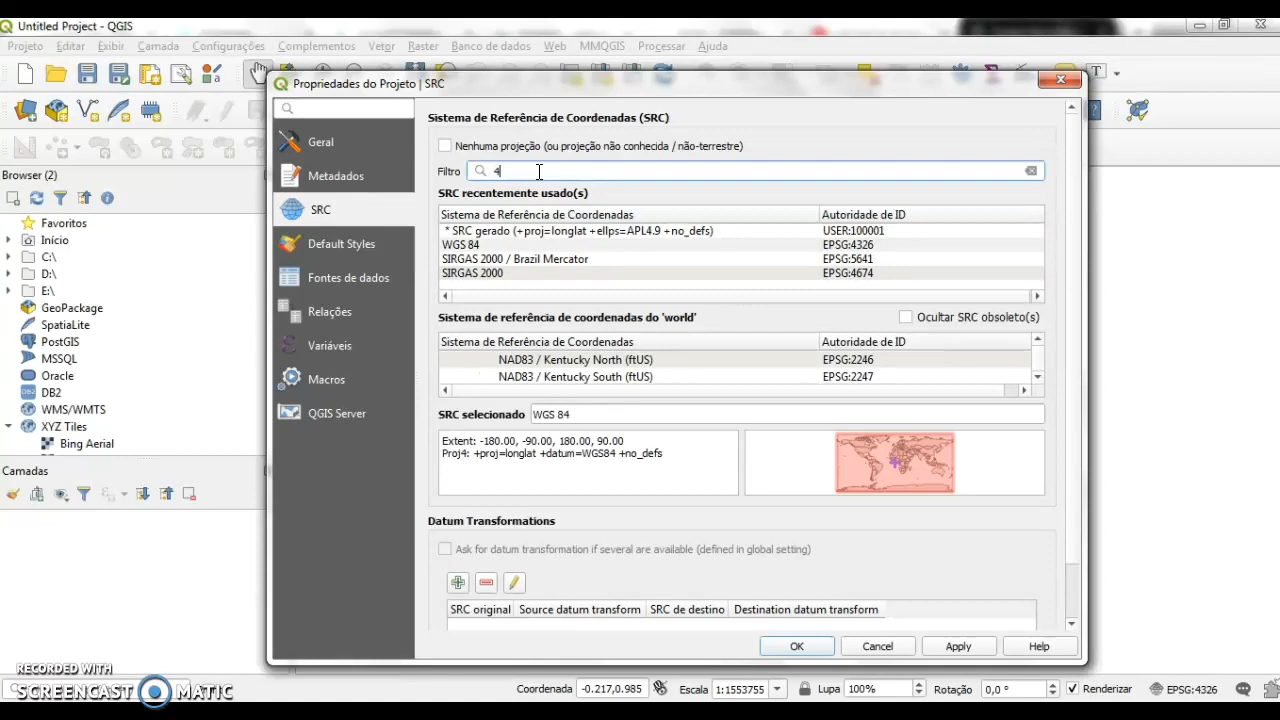 Untitled Project - QGIS
Projeto Editar Exibir Camada Configurações Complementos Vetor Raster Banco de dados Web MMQGIS Processar Ajuda
Propriedades do Projeto | SRC
Geral
Metadados
SRC
Default Styles
Fontes de dados
Relações
Variáveis
Macros
QGIS Server
Sistema de Referência de Coordenadas (SRC)
Nenhuma projeção (ou projeção não conhecida / não-terrestre)
Filtro 4
SRC recentemente usado(s)
Sistema de Referência de Coordenadas Autoridade de ID
* SRC gerado (+proj=longlat +ellps=APL4.9 +no_defs) USER:100001
WGS 84 EPSG:4326
SIRGAS 2000 / Brazil Mercator EPSG:5641
SIRGAS 2000 EPSG:4674
Sistema de referência de coordenadas do 'world' Ocultar SRC obsoleto(s)
Sistema de Referência de Coordenadas Autoridade de ID
NAD83 / Kentucky North (ftUS) EPSG:2246
NAD83 / Kentucky South (ftUS) EPSG:2247
SRC selecionado WGS 84
Extent: -180.00, -90.00, 180.00, 90.00
Proj4: +proj=longlat +datum=WGS84 +no_defs
Datum Transformations
Ask for datum transformation if several are available (defined in global setting)
SRC original Source datum transform SRC de destino Destination datum transform
OK Cancel Apply Help
Browser (2)
Favoritos
Início
C:\
D:\
E:\
GeoPackage
SpatiaLite
PostGIS
MSSQL
Oracle
DB2
WMS/WMTS
XYZ Tiles
Bing Aerial
Camadas
RECORDED WITH
SCREENCAST MATIC
Coordenada -0.217,0.985 Escala 1:1553755 Lupa 100% Rotação 0,0 ° Renderizar EPSG:4326